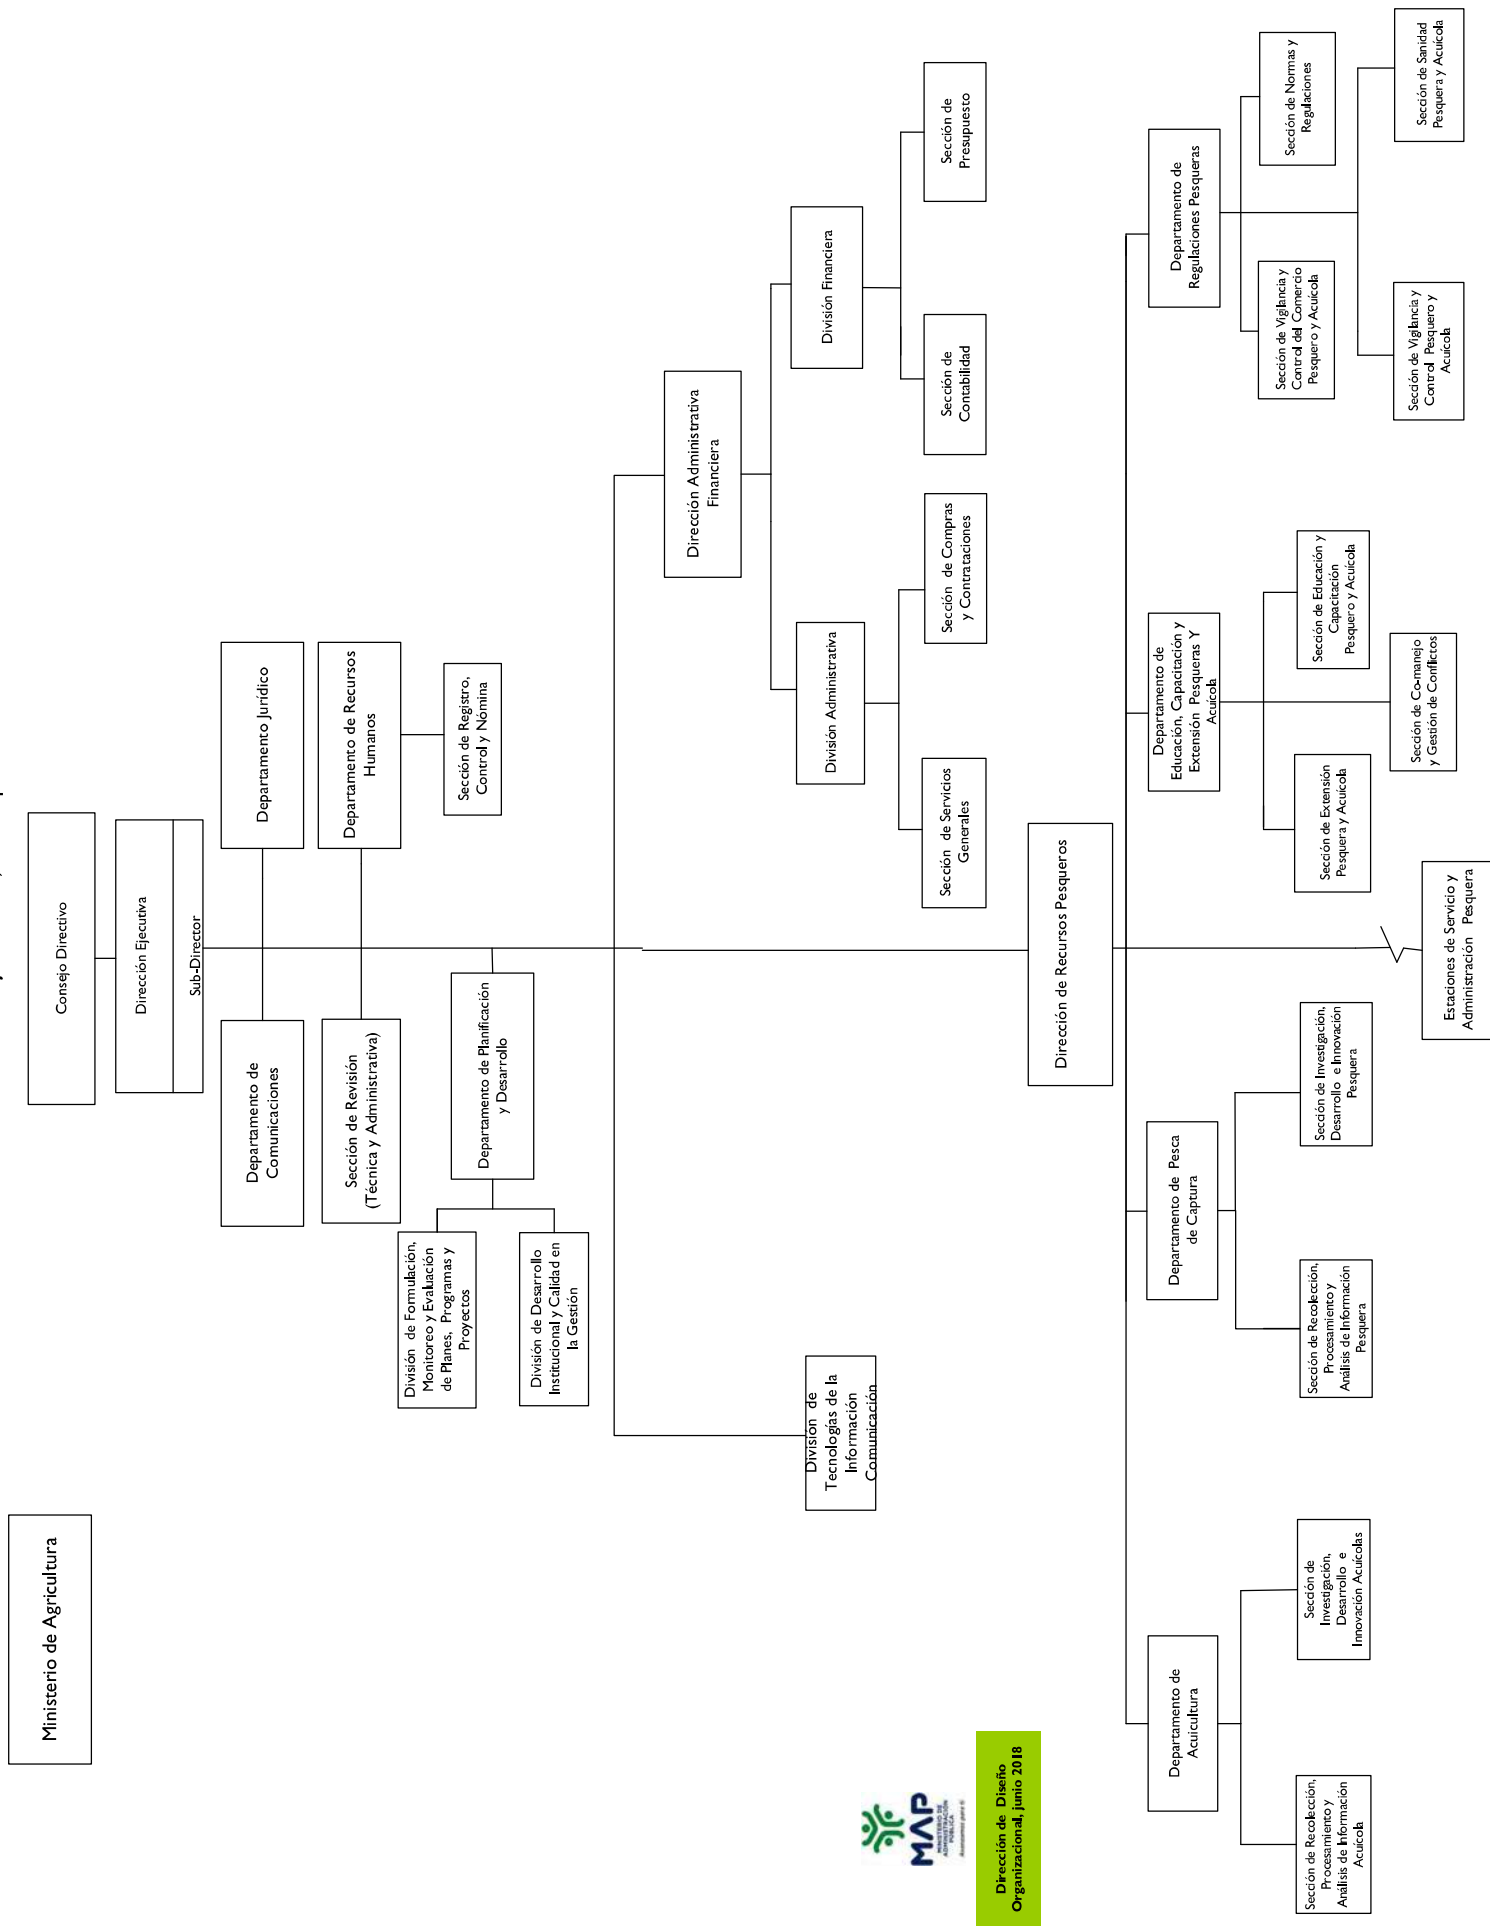 Ministerio de Agricultura
Consejo Directivo
Dirección Ejecutiva
Sub-Director
Departamento de
Comunicaciones
Departamento Jurídico
Sección de Revisión
(Técnica y Administrativa)
Departamento de Recursos
Humanos
Sección de Registro,
Control y Nómina
Departamento de Planificación
y Desarrollo
División de Formulación,
Monitoreo y Evaluación
de Planes, Programas y
Proyectos
División de Desarrollo
Institucional y Calidad en
la Gestión
División de
Tecnologías de la
Información
Comunicación
Dirección Administrativa
Financiera
División Administrativa
División Financiera
Sección de Servicios
Generales
Sección de Compras
y Contrataciones
Sección de
Contabilidad
Sección de
Presupuesto
MAP
MINISTERIO DE
ADMINISTRACIÓN
PÚBLICA
Dirección de Diseño
Organizacional, junio 2018
Dirección de Recursos Pesqueros
Departamento de
Acuicultura
Departamento de Pesca
de Captura
Departamento de
Educación, Capacitación y
Extensión Pesqueras Y
Acuícola
Departamento de
Regulaciones Pesqueras
Sección de Recolección,
Procesamiento y
Análisis de Información
Acuícola
Sección de
Investigación,
Desarrollo e
Innovación Acuícolas
Sección de Recolección,
Procesamiento y
Análisis de Información
Pesquera
Sección de Investigación,
Desarrollo e Innovación
Pesquera
Sección de Extensión
Pesquera y Acuícola
Sección de Educación y
Capacitación
Pesquero y Acuícola
Sección de Co-manejo
y Gestión de Conflictos
Sección de Vigilancia y
Control del Comercio
Pesquero y Acuícola
Sección de Normas y
Regulaciones
Sección de Vigilancia y
Control Pesquero y
Acuícola
Sección de Sanidad
Pesquera y Acuícola
Estaciones de Servicio y
Administración Pesquera